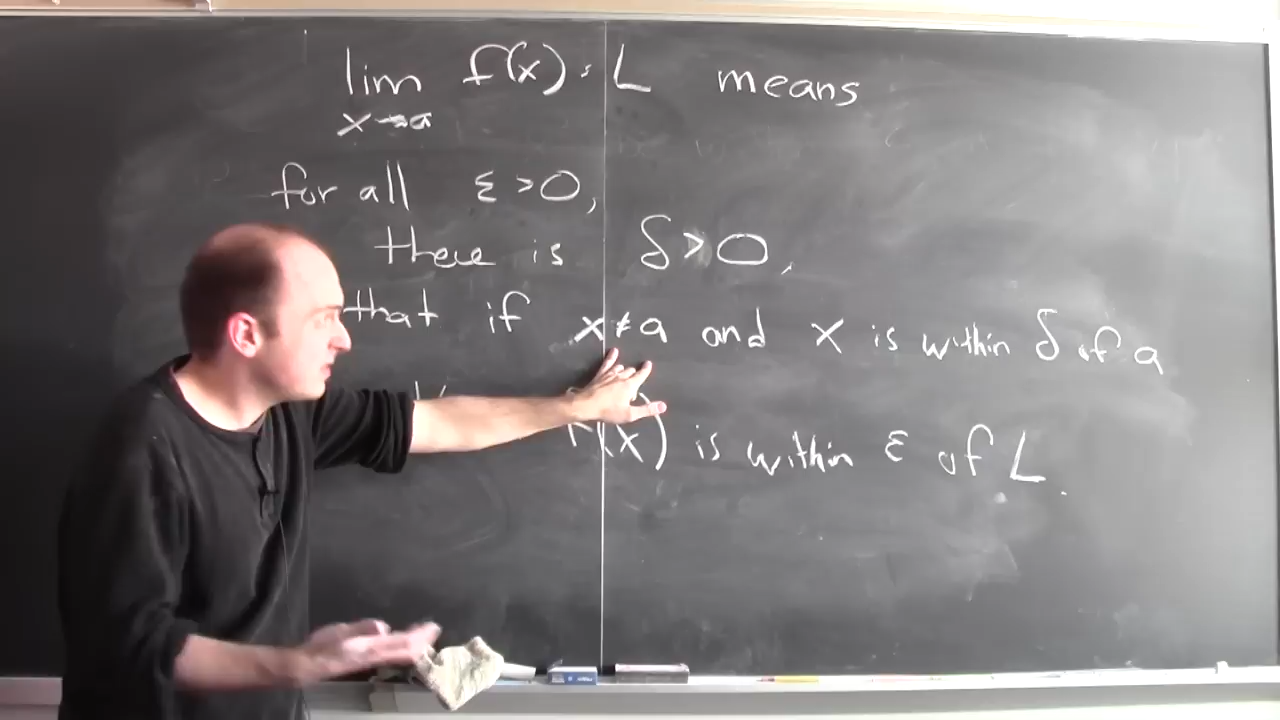 lim f(x) = L means
x→a
for all ε>0,
there is δ>0,
that if x≠a and x is within δ of a
f(x) is within ε of L.